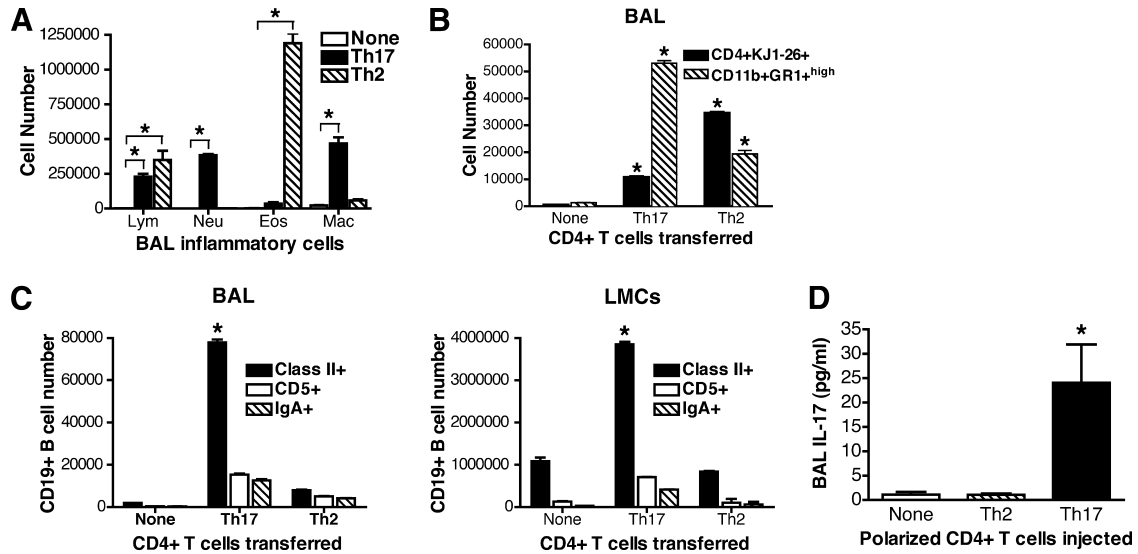 A
1250000
1000000
750000
500000
250000
0
Cell Number
*
*
*
*
*
None
Th17
Th2
Lym Neu Eos Mac
BAL inflammatory cells
B
BAL
60000
50000
40000
30000
20000
10000
0
Cell Number
CD4+KJ1-26+
CD11b+GR1+high
*
*
*
*
None Th17 Th2
CD4+ T cells transferred
C
BAL
80000
60000
40000
20000
0
CD19+ B cell number
*
Class II+
CD5+
IgA+
None Th17 Th2
CD4+ T cells transferred
LMCs
4000000
3000000
2000000
1000000
0
CD19+ B cell number
*
Class II+
CD5+
IgA+
None Th17 Th2
CD4+ T cells transferred
D
35
30
25
20
15
10
5
0
BAL IL-17 (pg/ml)
*
None Th2 Th17
Polarized CD4+ T cells injected